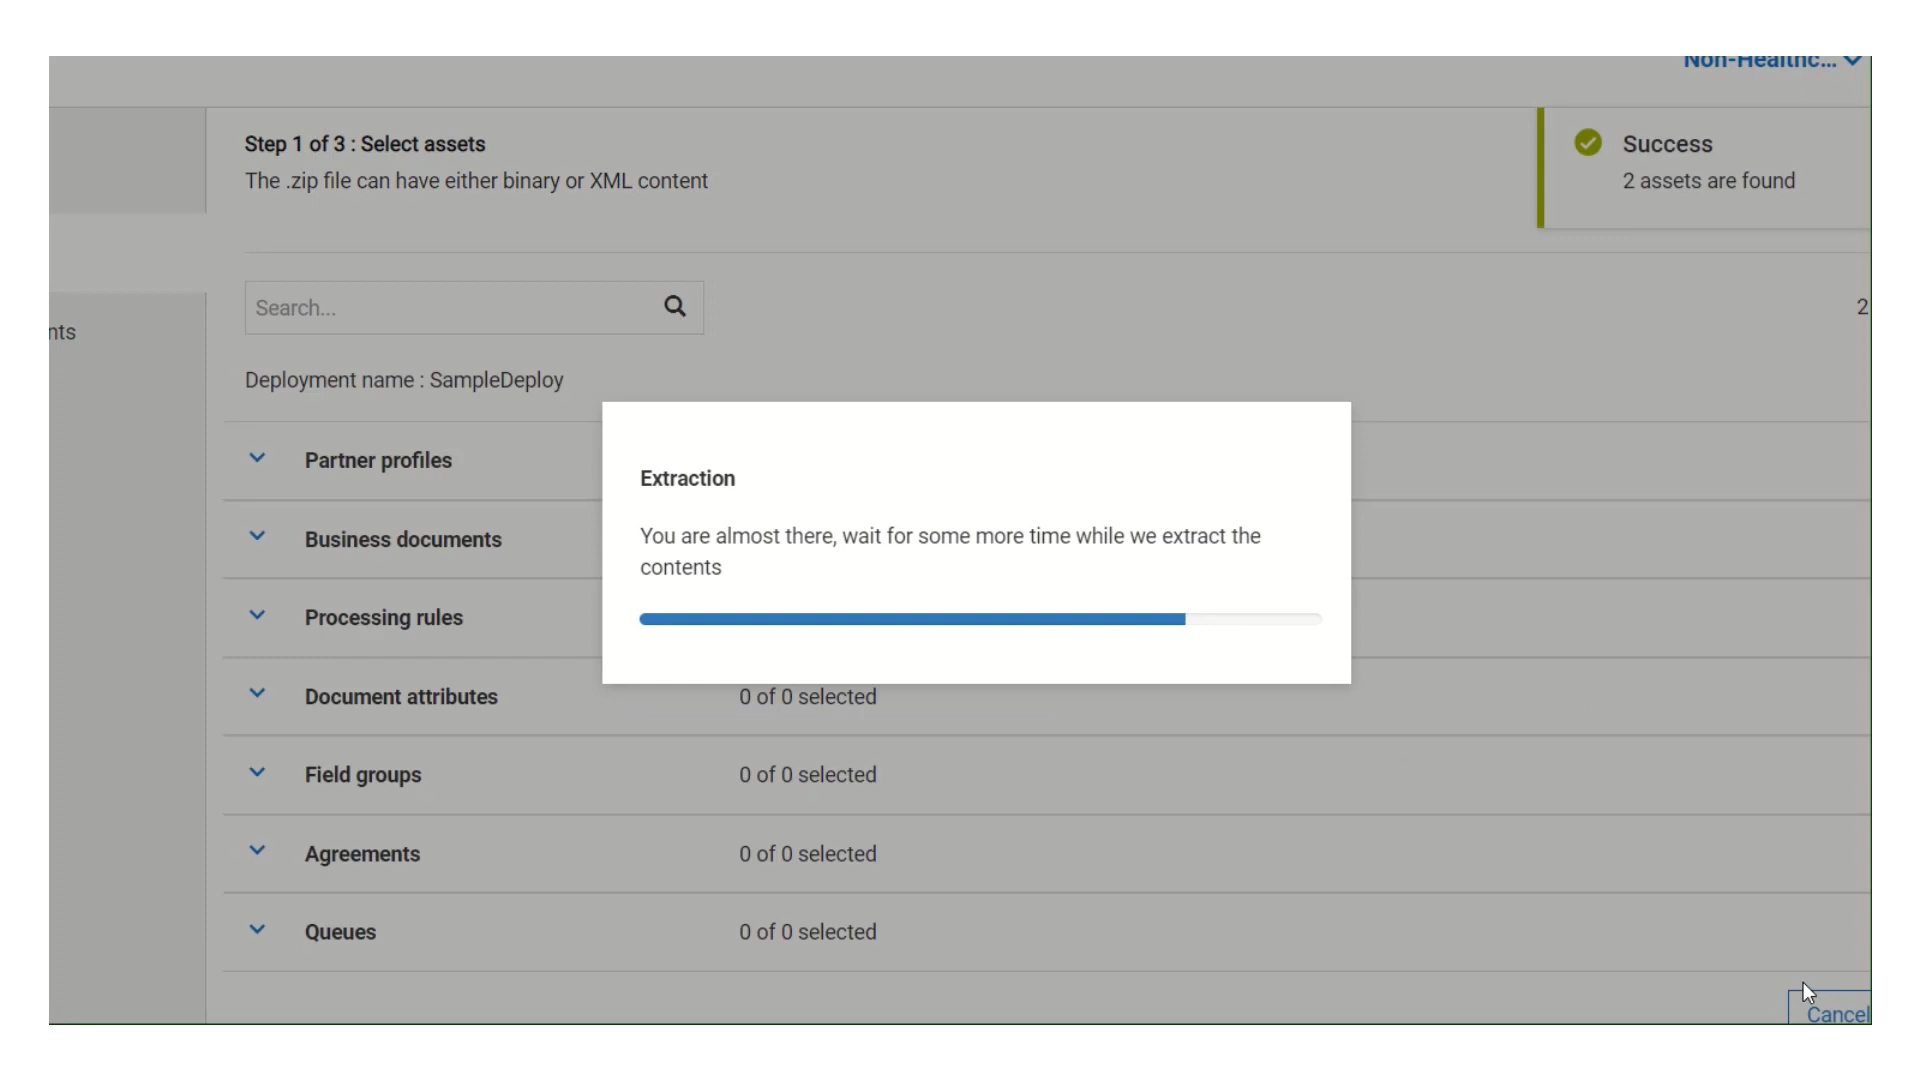 Non-Healthc...
Step 1 of 3 : Select assets
The .zip file can have either binary or XML content
Success
2 assets are found
Search...
2
nts
Deployment name : SampleDeploy
Partner profiles
Business documents
Processing rules
Extraction
You are almost there, wait for some more time while we extract the
contents
Document attributes 0 of 0 selected
Field groups 0 of 0 selected
Agreements 0 of 0 selected
Queues 0 of 0 selected
Cancel